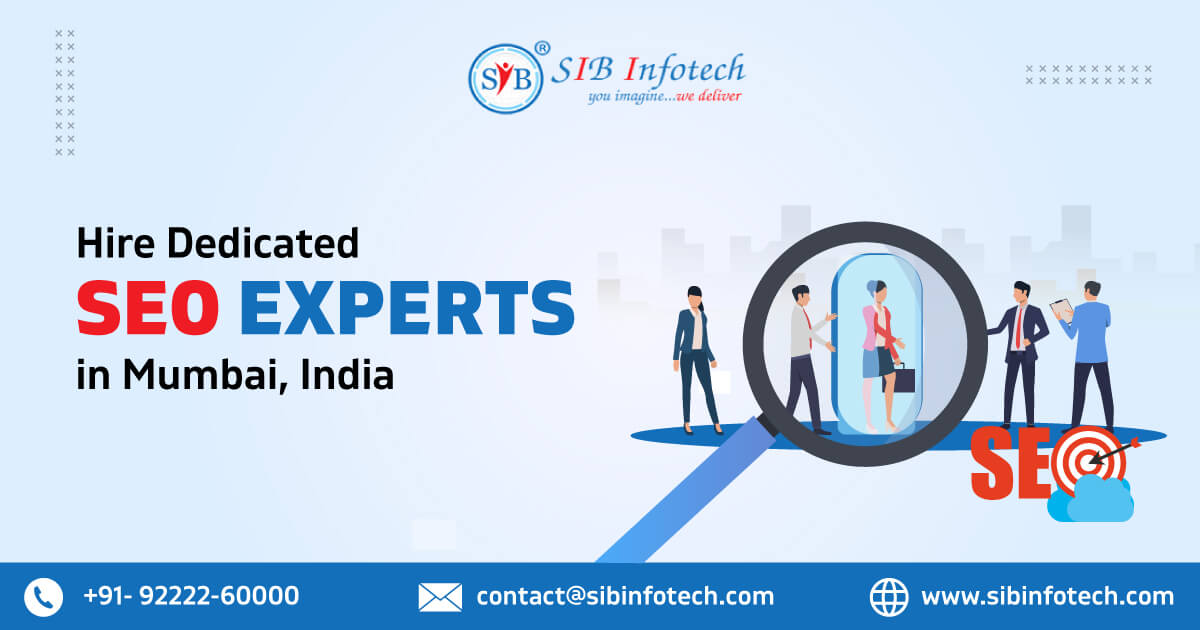 SIB
®
SIB Infotech
you imagine...we deliver
Hire Dedicated
SEO EXPERTS
in Mumbai, India
SEO
+91- 92222-60000
contact@sibinfotech.com
www.sibinfotech.com